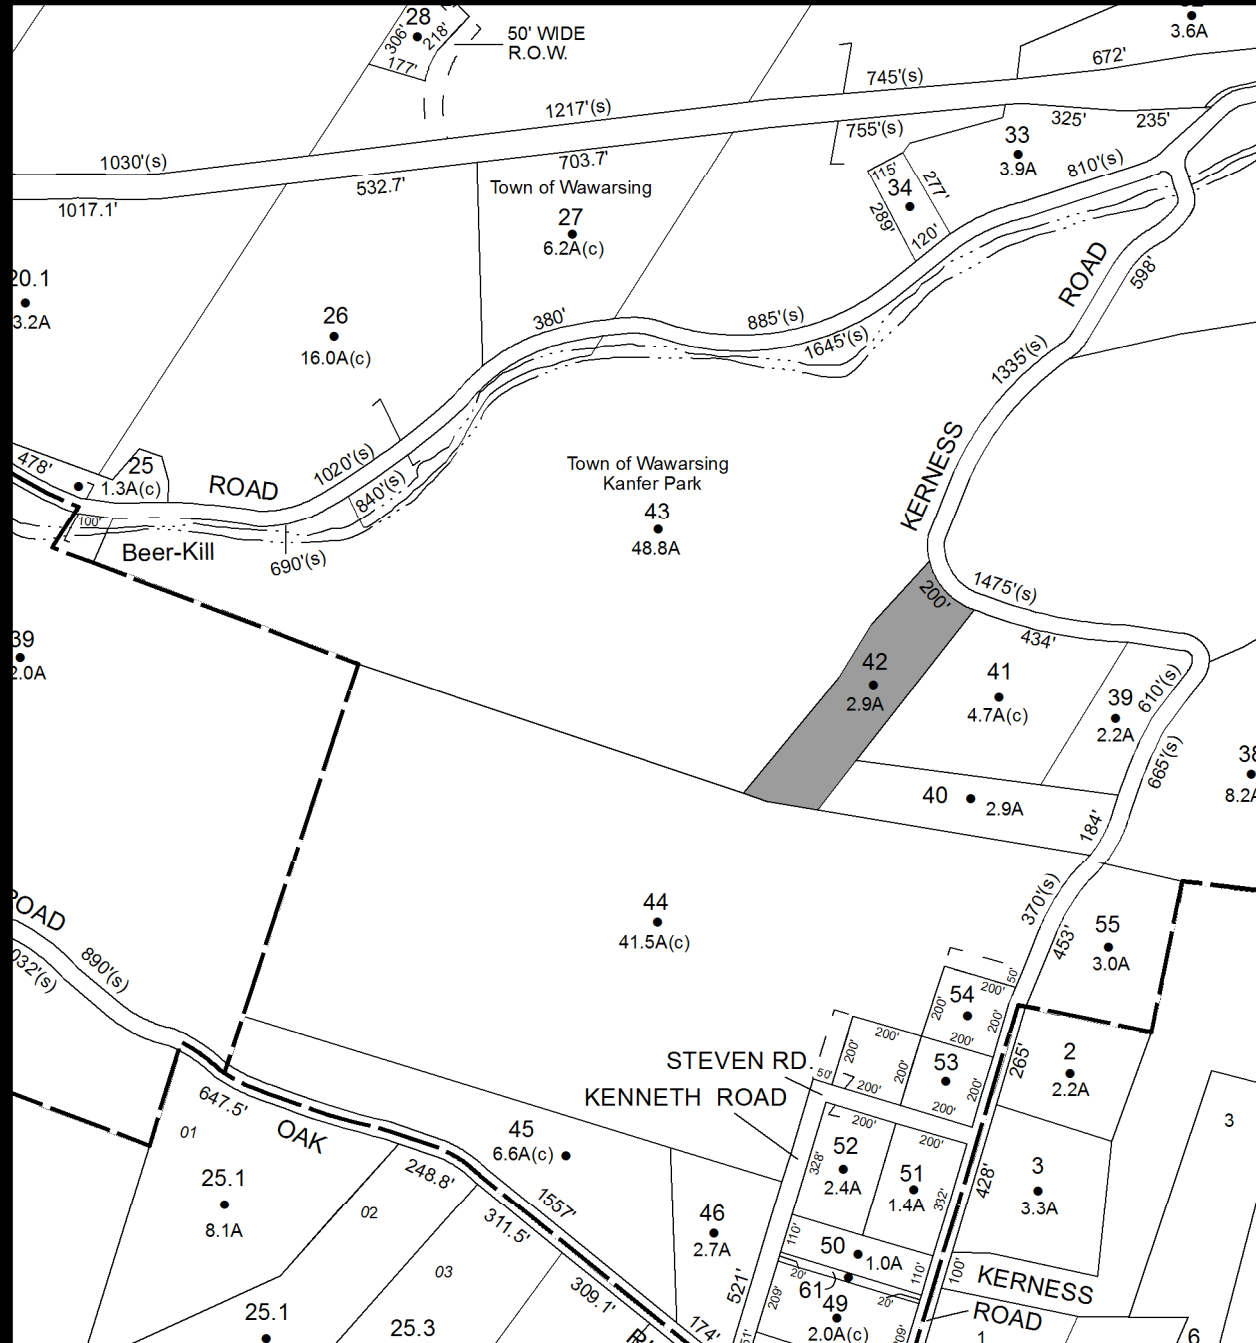 28
306'
218'
177'
50' WIDE
R.O.W.
3.6A
672'
745'(s)
1217'(s)
755'(s)
325'
235'
33
3.9A
810'(s)
1030'(s)
703.7'
532.7'
1017.1'
Town of Wawarsing
27
6.2A(c)
115'
34
277'
289'
120'
ROAD
598'
20.1
3.2A
26
16.0A(c)
380'
885'(s)
1645'(s)
1335'(s)
KERNESS
478'
25
1.3A(c)
ROAD
1020'(s)
840'(s)
100'
Beer-Kill
690'(s)
Town of Wawarsing
Kanfer Park
43
48.8A
200'
1475'(s)
434'
39
2.0A
42
2.9A
41
4.7A(c)
39
2.2A
610'(s)
665'(s)
38
8.2A
40
2.9A
184'
44
41.5A(c)
370'(s)
453'
55
3.0A
ROAD
890'(s)
032'(s)
50'
54
200'
200'
200'
200'
200'
200'
53
200'
200'
200'
50'
200'
STEVEN RD.
KENNETH ROAD
265'
2
2.2A
3
647.5'
OAK
01
45
6.6A(c)
25.1
8.1A
248.8'
02
1557'
311.5'
03
309.1'
25.1
25.3
46
2.7A
174'
521'
200'
200'
52
2.4A
328'
51
1.4A
332'
428'
3
3.3A
110'
50
1.0A
110'
100'
20'
61
20'
209'
49
2.0A(c)
209'
51'
KERNESS
ROAD
1
6